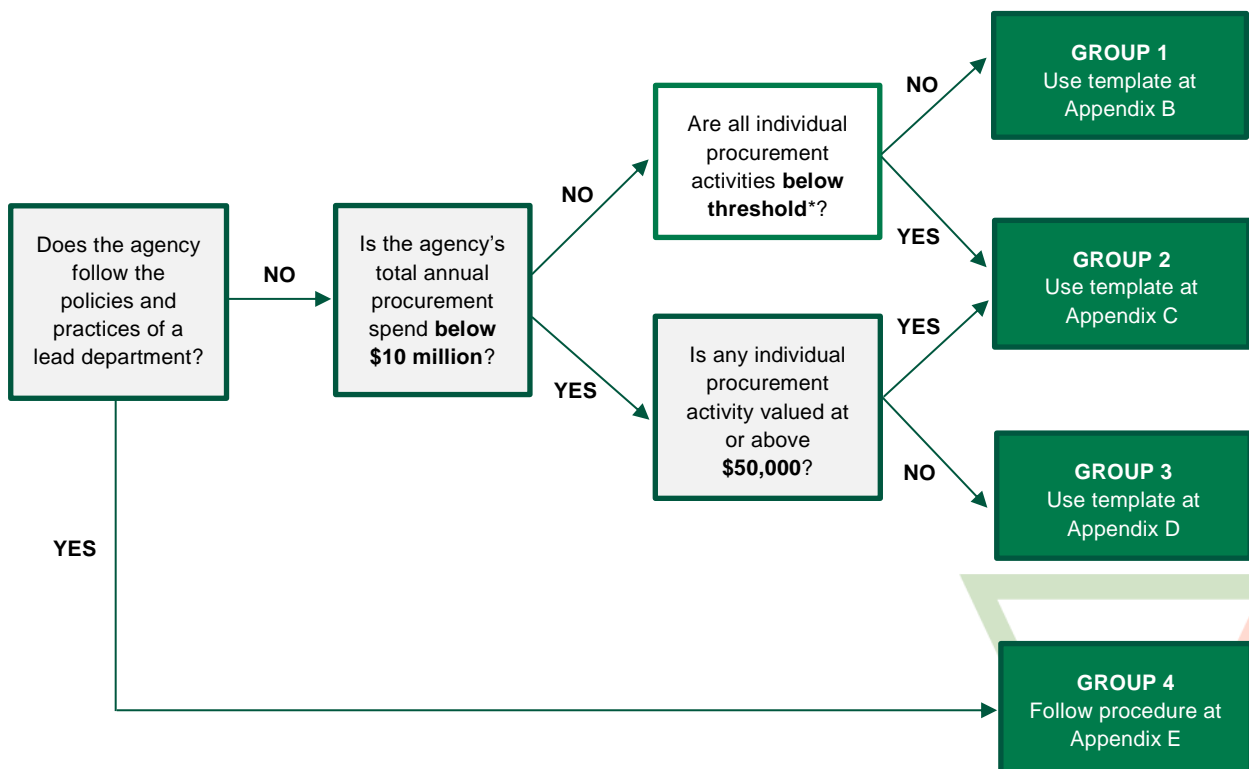 Does the agency
follow the
policies and
practices of a
lead department?
NO
YES
Is the agency's
total annual
procurement
spend below
$10 million?
NO
YES
Are all individual
procurement
activities below
threshold*?
NO
YES
Is any individual
procurement
activity valued at
or above
$50,000?
YES
NO
GROUP 1
Use template at
Appendix B
GROUP 2
Use template at
Appendix C
GROUP 3
Use template at
Appendix D
GROUP 4
Follow procedure at
Appendix E